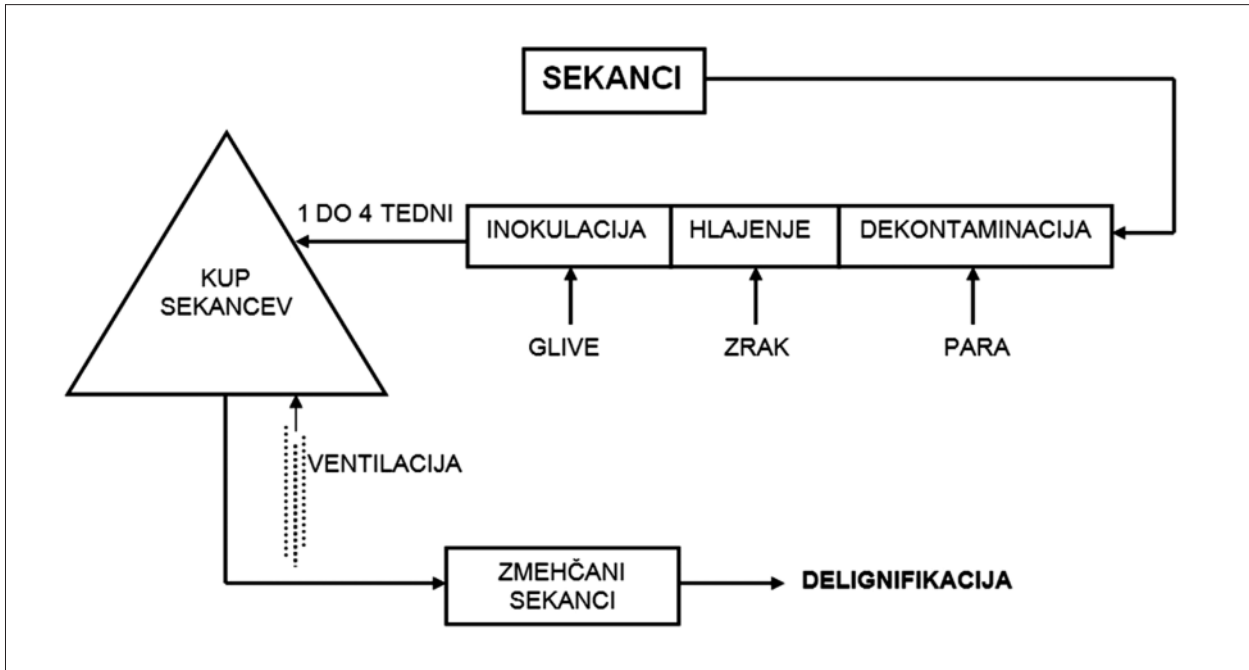 SEKANCI
1 DO 4 TEDNI
INOKULACIJA
HLAJENJE
DEKONTAMINACIJA
KUP
SEKANCEV
GLIVE
ZRAK
PARA
VENTILACIJA
ZMEHČANI
SEKANCI
DELIGNIFIKACIJA